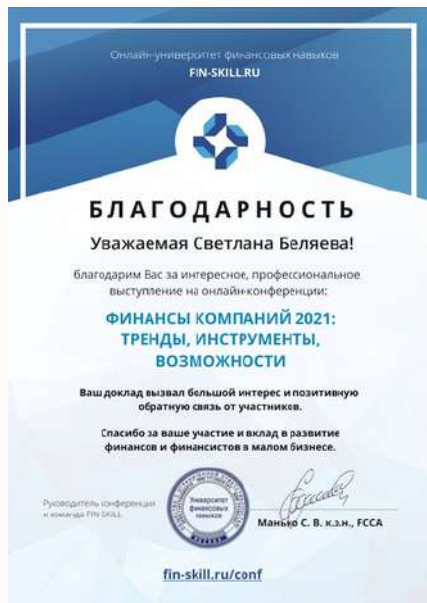 Онлайн-университет финансовых навыков
FIN-SKILL.RU
БЛАГОДАРНОСТЬ
Уважаемая Светлана Беляева!
благодарим Вас за интересное, профессиональное
выступление на онлайн-конференции:
ФИНАНСЫ КОМПАНИЙ 2021:
ТРЕНДЫ, ИНСТРУМЕНТЫ,
ВОЗМОЖНОСТИ
Ваш доклад вызвал большой интерес и позитивную
обратную связь от участников.
Спасибо за ваше участие и вклад в развитие
финансов и финансистов в малом бизнесе.
Руководитель конференции
и команда FIN-SKILL
Университет
финансовых
навыков
Манько С. В. к.э.н., FCCA
fin-skill.ru/conf